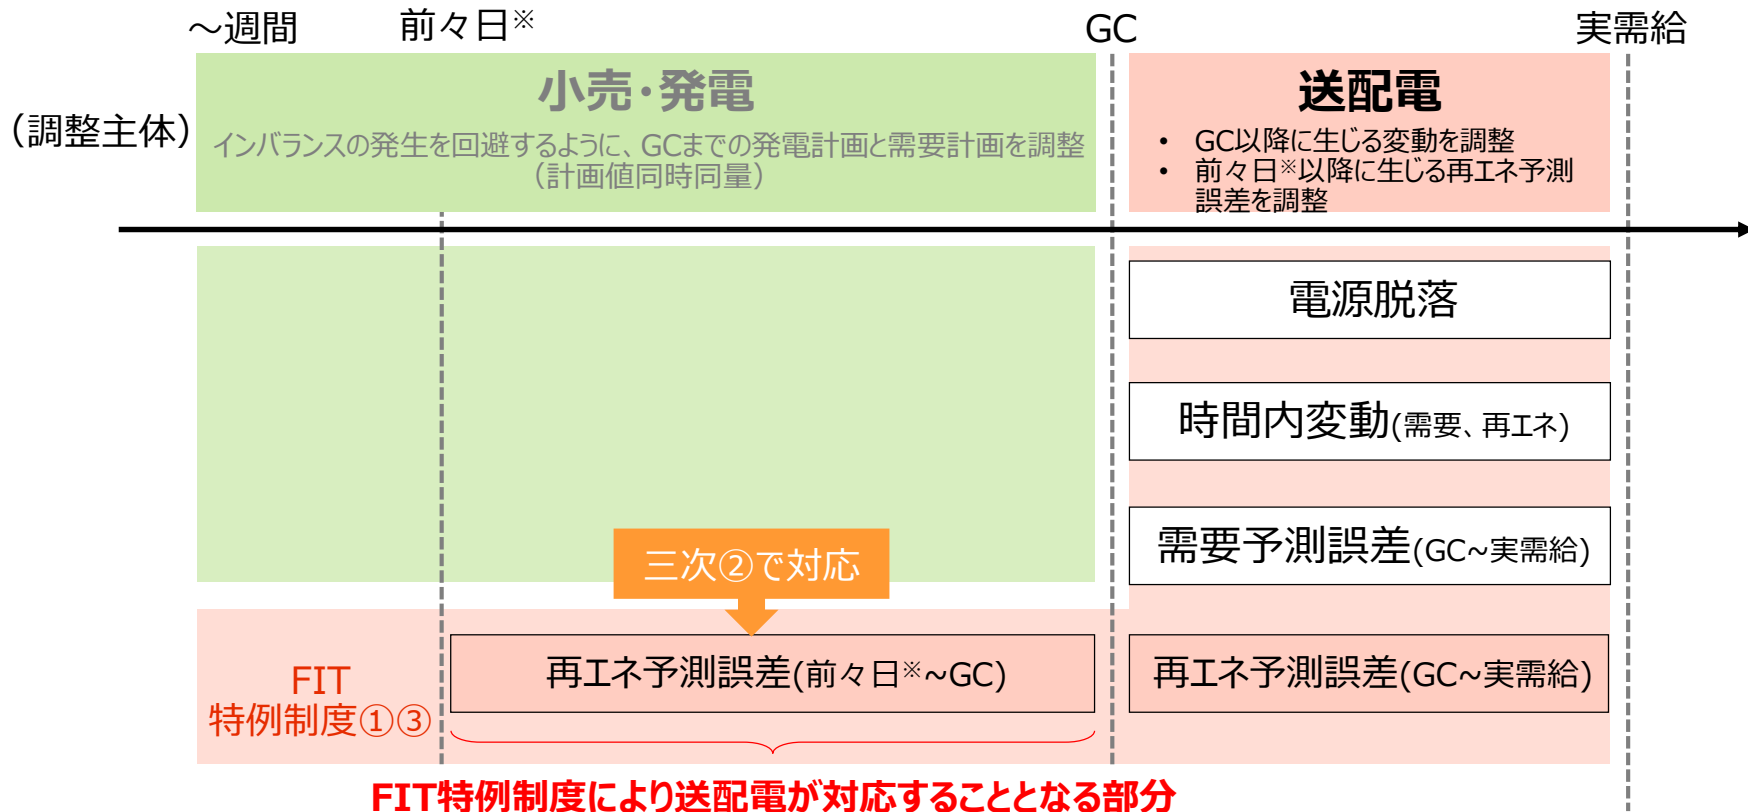 ～週間
前々日※
GC
実需給
（調整主体）
小売・発電
インバランスの発生を回避するように、GCまでの発電計画と需要計画を調整
（計画値同時同量）
送配電
• GC以降に生じる変動を調整
• 前々日※以降に生じる再エネ予測
誤差を調整
電源脱落
時間内変動(需要、再エネ)
需要予測誤差(GC~実需給)
三次②で対応
FIT
特例制度①③
再エネ予測誤差(前々日※~GC)
再エネ予測誤差(GC~実需給)
FIT特例制度により送配電が対応することとなる部分